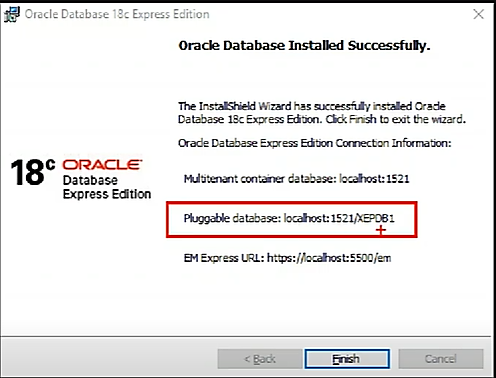 Oracle Database 18c Express Edition
Oracle Database Installed Successfully.
The InstallShield Wizard has successfully installed Oracle
Database 18c Express Edition. Click Finish to exit the wizard.
Oracle Database Express Edition Connection Information:
18c ORACLE
Database
Express Edition
Multitenant container database: localhost:1521
Pluggable database: localhost:1521/XEPDB1
EM Express URL: https://localhost:5500/em
< Back
Finish
Cancel